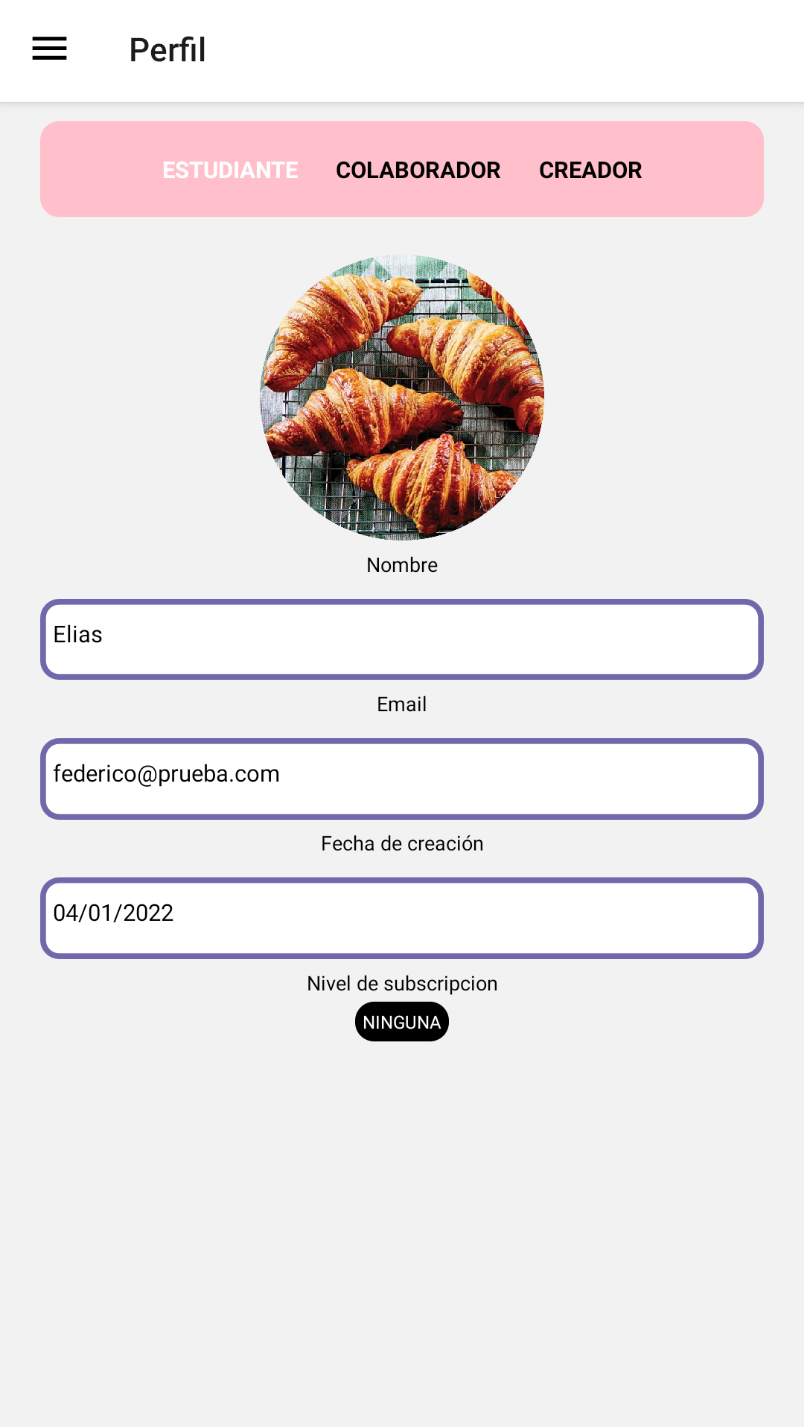 Perfil
ESTUDIANTE COLABORADOR CREADOR
Nombre
Elias
Email
federico@prueba.com
Fecha de creación
04/01/2022
Nivel de subscripcion
NINGUNA